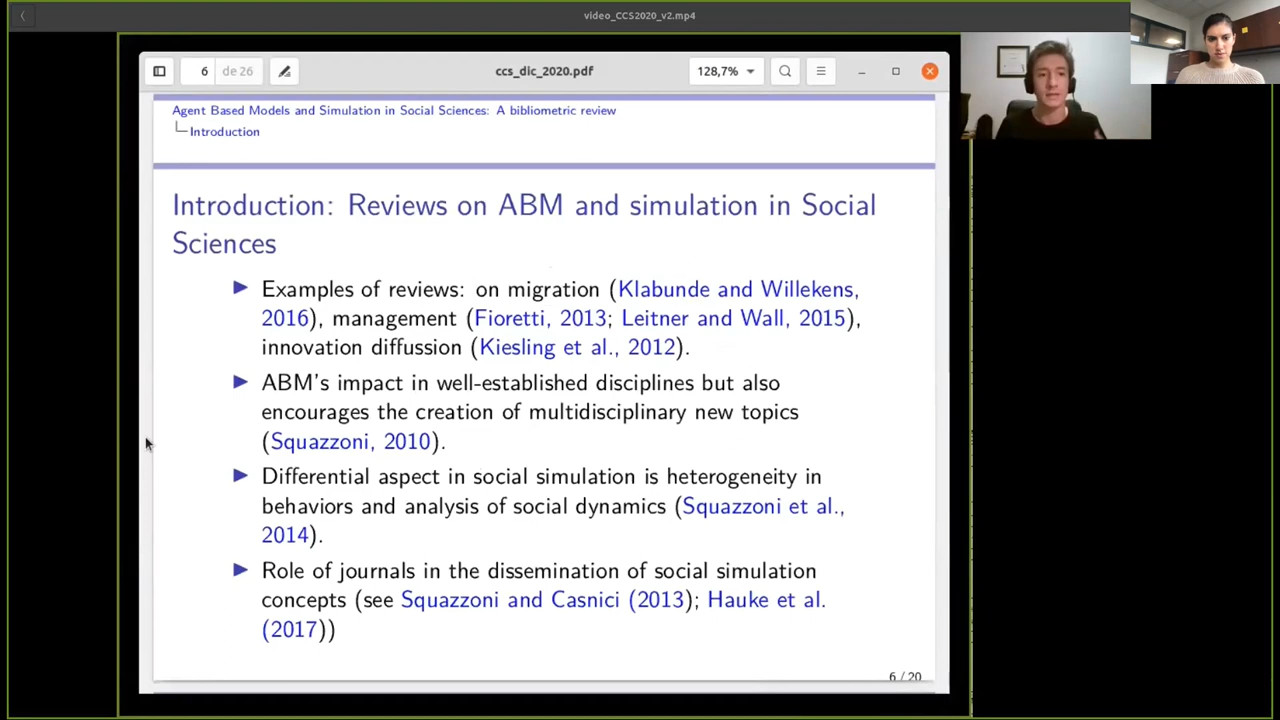 video_CCS2020_v2.mp4
6 de 26
ccs_dic_2020.pdf
128,7%
Agent Based Models and Simulation in Social Sciences: A bibliometric review
Introduction
Introduction: Reviews on ABM and simulation in Social
Sciences
Examples of reviews: on migration (Klabunde and Willekens,
2016), management (Fioretti, 2013; Leitner and Wall, 2015),
innovation diffussion (Kiesling et al., 2012).
ABM's impact in well-established disciplines but also
encourages the creation of multidisciplinary new topics
(Squazzoni, 2010).
Differential aspect in social simulation is heterogeneity in
behaviors and analysis of social dynamics (Squazzoni et al.,
2014).
Role of journals in the dissemination of social simulation
concepts (see Squazzoni and Casnici (2013); Hauke et al.
(2017))
6 / 20